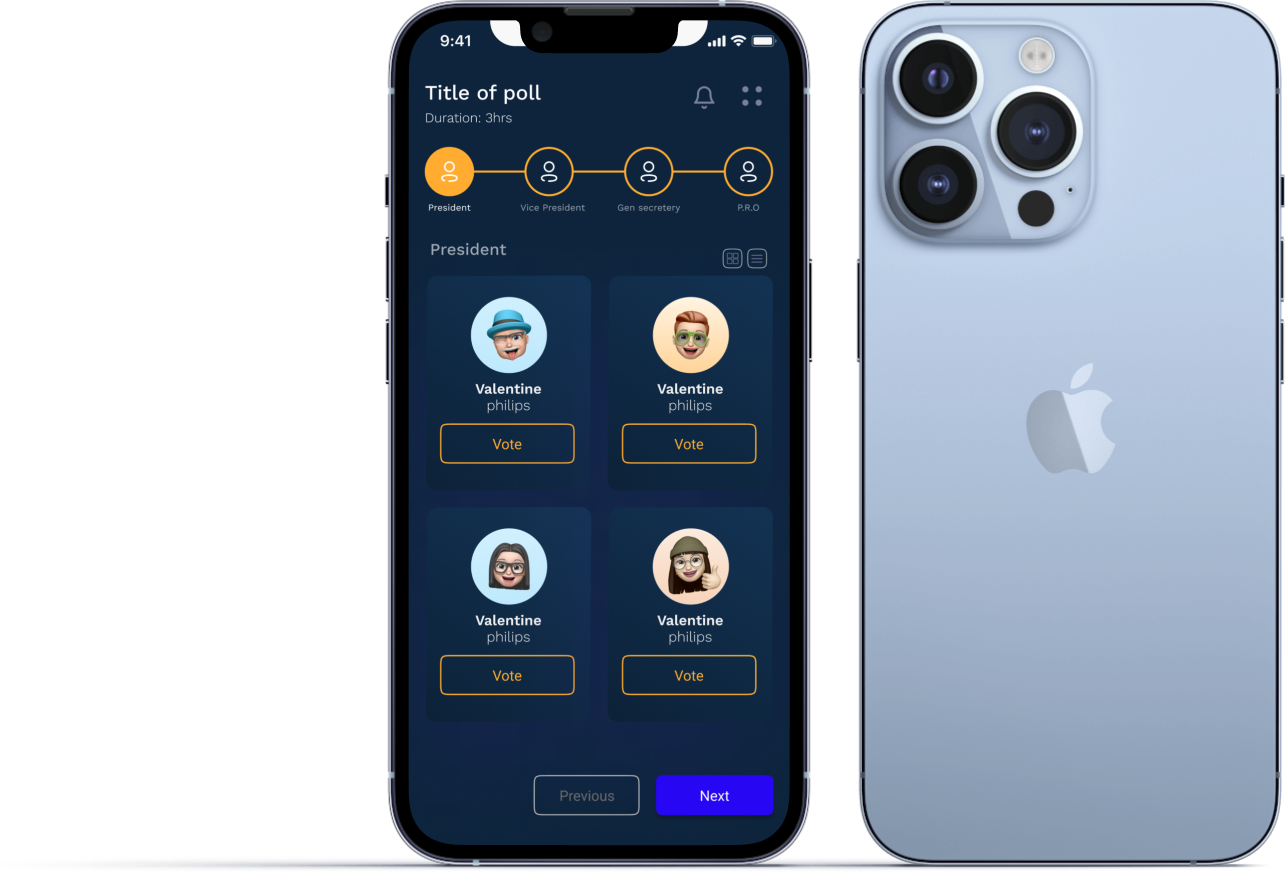 9:41
Title of poll
Duration: 3hrs
President
Vice President
Gen secretery
P.R.O
President
Valentine
philips
Vote
Valentine
philips
Vote
Valentine
philips
Vote
Valentine
philips
Vote
Previous
Next